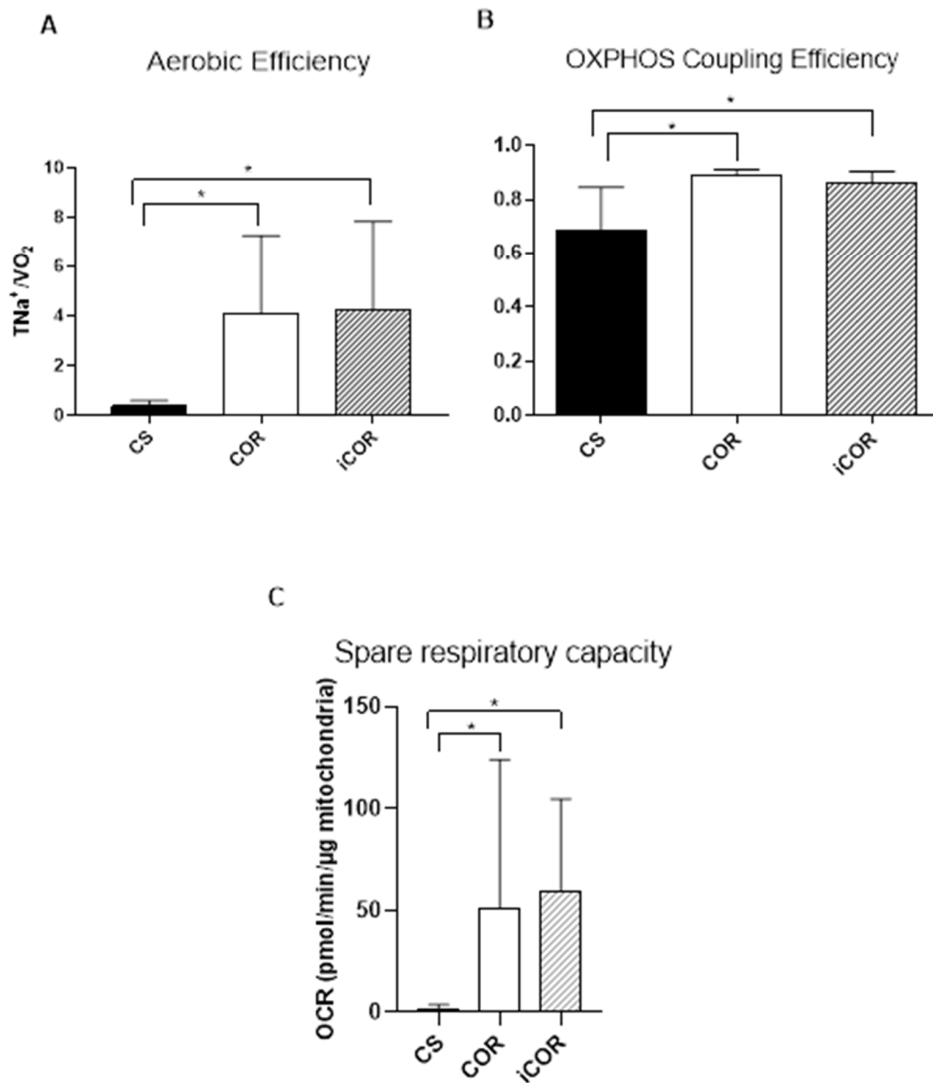 A
Aerobic Efficiency
TNa⁺/VO₂
10
8
6
4
2
0
*
*
CS
COR
iCOR
B
OXPHOS Coupling Efficiency
1.0
0.8
0.6
0.4
0.2
0.0
*
*
CS
COR
iCOR
C
Spare respiratory capacity
OCR (pmol/min/µg mitochondria)
150
100
50
0
*
*
CS
COR
iCOR